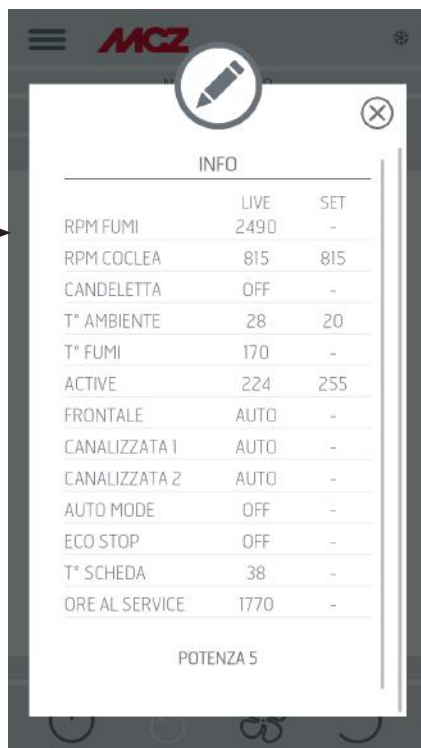 MCZ
INFO
LIVE SET
RPM FUMI 2490 -
RPM COCLEA 815 815
CANDELETTA OFF -
T° AMBIENTE 28 20
T° FUMI 170 -
ACTIVE 224 255
FRONTALE AUTO -
CANALIZZATA 1 AUTO -
CANALIZZATA 2 AUTO -
AUTO MODE OFF -
ECO STOP OFF -
T° SCHEDA 38 -
ORE AL SERVICE 1770 -
POTENZA 5